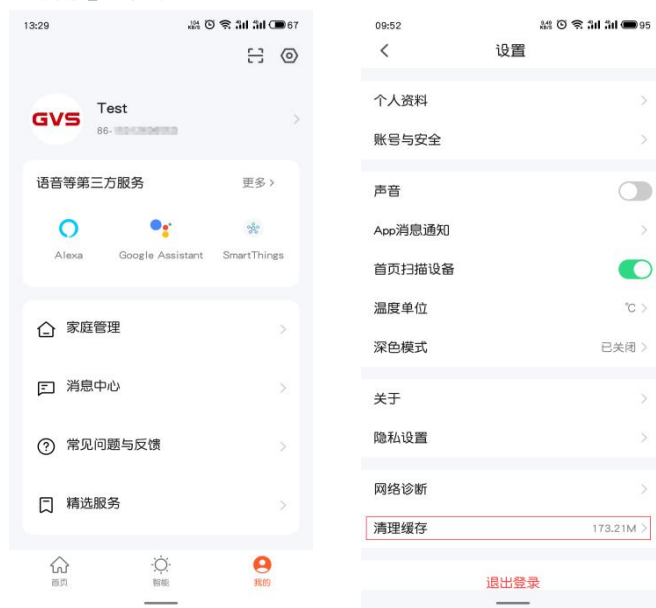 13:29
67
GVS
Test
86-
语音等第三方服务
更多
Alexa
Google Assistant
SmartThings
家庭管理
消息中心
常见问题与反馈
精选服务
首页
智能
我的
09:52
95
设置
个人资料
账号与安全
声音
App消息通知
首页扫描设备
温度单位
℃
深色模式
已关闭
关于
隐私设置
网络诊断
清理缓存
173.21M
退出登录